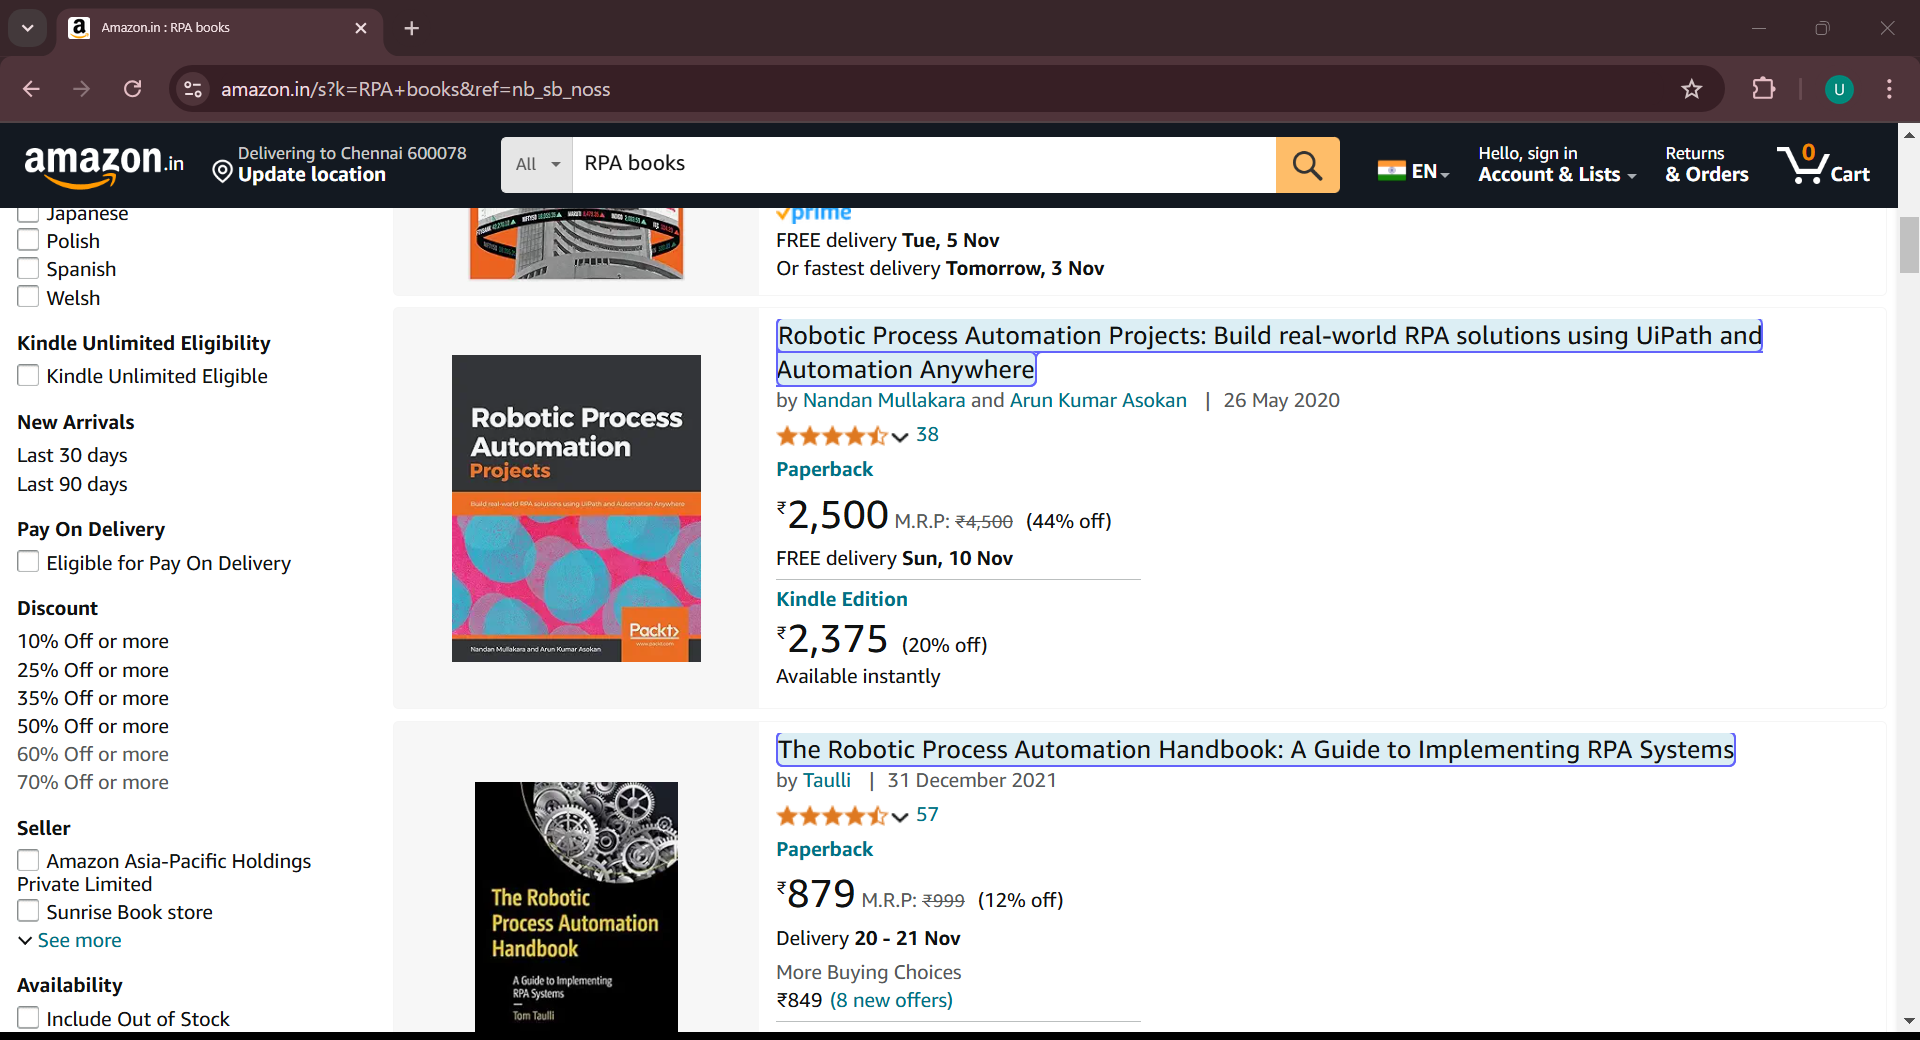 Amazon.in : RPA books
amazon.in/s?k=RPA+books&ref=nb_sb_noss
U
amazon.in
Delivering to Chennai 600078
Update location
All
RPA books
EN
Hello, sign in
Account & Lists
Returns
& Orders
0
Cart
Japanese
Polish
Spanish
Welsh
Kindle Unlimited Eligibility
Kindle Unlimited Eligible
New Arrivals
Last 30 days
Last 90 days
Pay On Delivery
Eligible for Pay On Delivery
Discount
10% Off or more
25% Off or more
35% Off or more
50% Off or more
60% Off or more
70% Off or more
Seller
Amazon Asia-Pacific Holdings
Private Limited
Sunrise Book store
See more
Availability
Include Out of Stock
prime
FREE delivery Tue, 5 Nov
Or fastest delivery Tomorrow, 3 Nov
Robotic Process
Automation
Projects
Build real-world RPA solutions using UiPath and Automation Anywhere
Packt>
www.packt.com
Nandan Mullakara and Arun Kumar Asokan
Robotic Process Automation Projects: Build real-world RPA solutions using UiPath and
Automation Anywhere
by Nandan Mullakara and Arun Kumar Asokan | 26 May 2020
38
Paperback
₹2,500 M.R.P: ₹4,500 (44% off)
FREE delivery Sun, 10 Nov
Kindle Edition
₹2,375 (20% off)
Available instantly
The Robotic
Process Automation
Handbook
A Guide to Implementing
RPA Systems
Tom Taulli
The Robotic Process Automation Handbook: A Guide to Implementing RPA Systems
by Taulli | 31 December 2021
57
Paperback
₹879 M.R.P: ₹999 (12% off)
Delivery 20 - 21 Nov
More Buying Choices
₹849 (8 new offers)